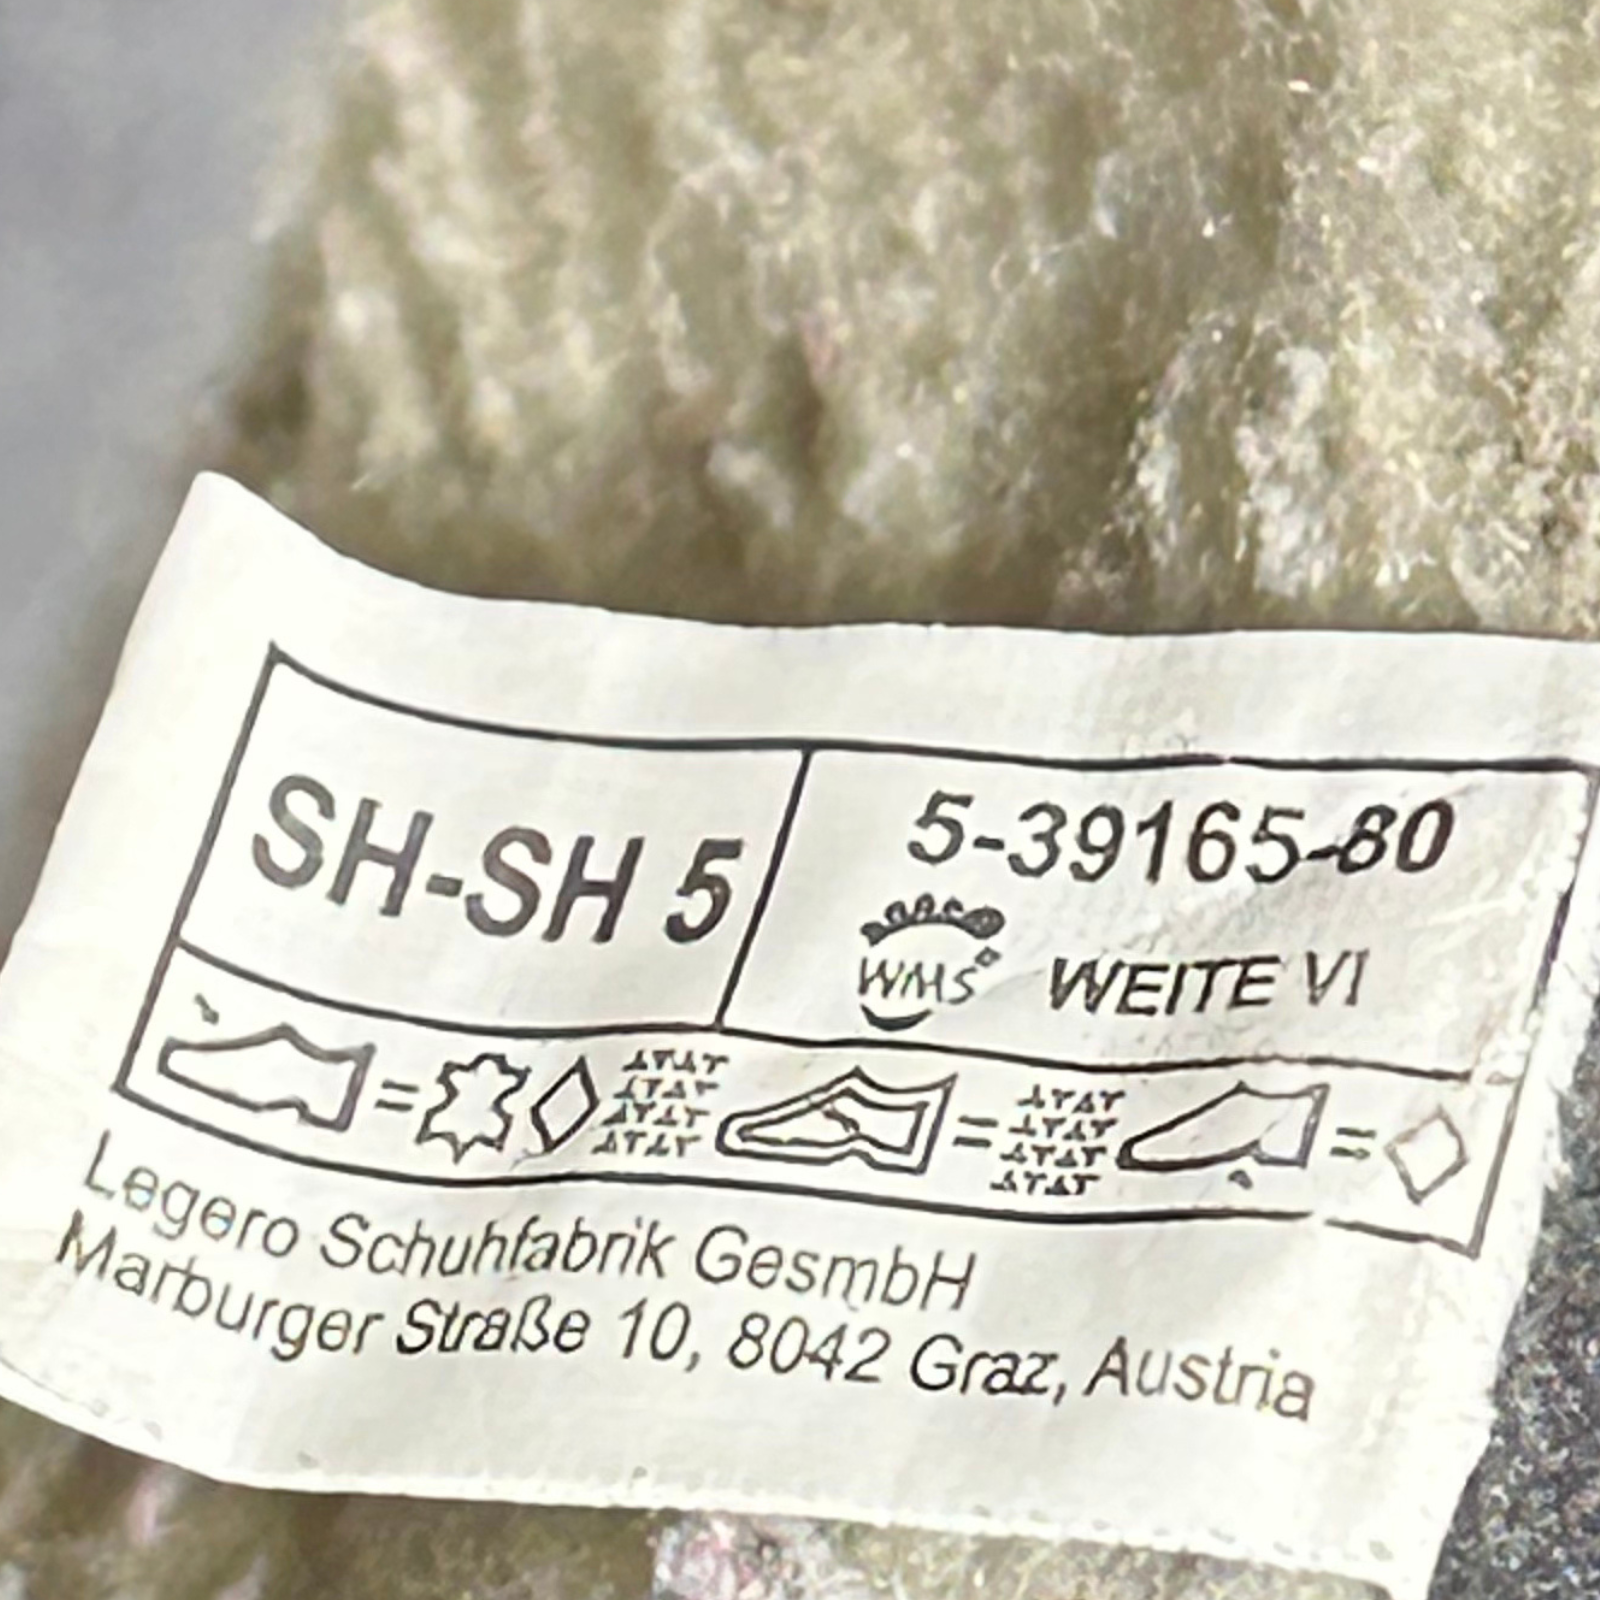 SH-SH 5
5-39165-80
WMS WEITE VI
Legero Schuhfabrik GesmbH
Marburger Straße 10, 8042 Graz, Austria